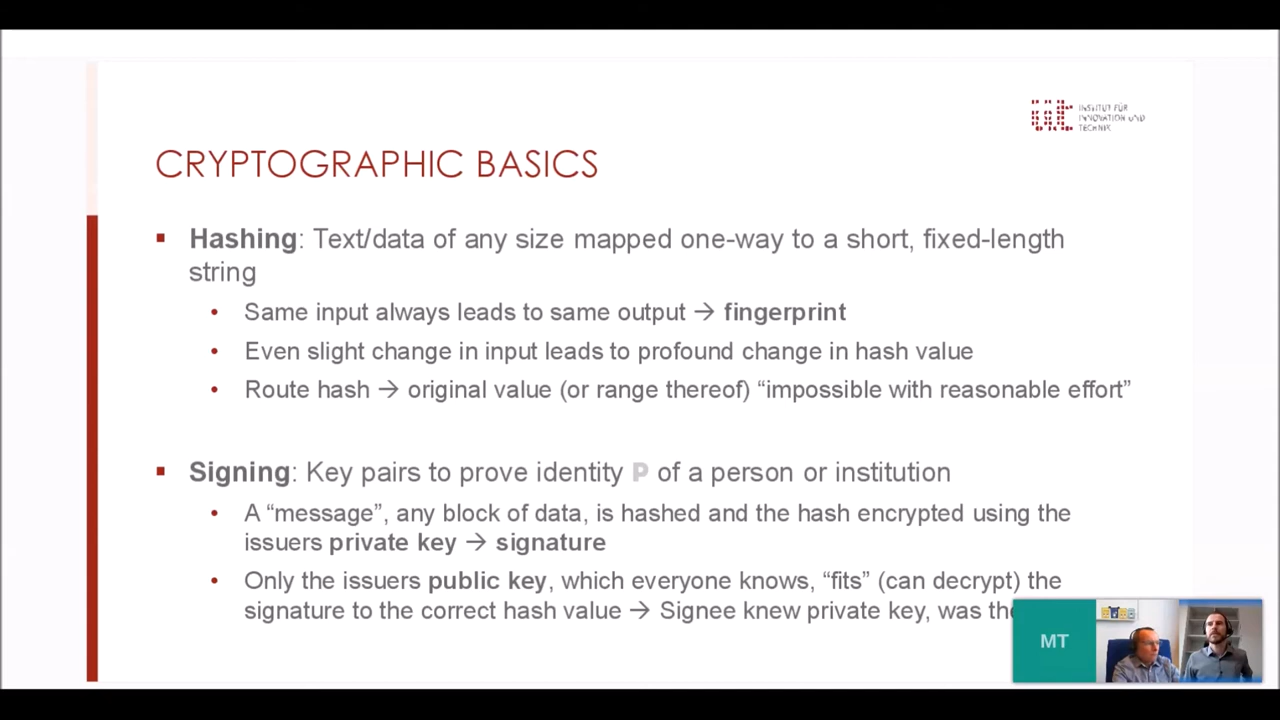 INSTITUT FÜR
INNOVATION UND
TECHNIK
CRYPTOGRAPHIC BASICS
▪ Hashing: Text/data of any size mapped one-way to a short, fixed-length
string
• Same input always leads to same output → fingerprint
• Even slight change in input leads to profound change in hash value
• Route hash → original value (or range thereof) “impossible with reasonable effort”
▪ Signing: Key pairs to prove identity P of a person or institution
• A “message”, any block of data, is hashed and the hash encrypted using the
issuers private key → signature
• Only the issuers public key, which everyone knows, “fits” (can decrypt) the
signature to the correct hash value → Signee knew private key, was
MT